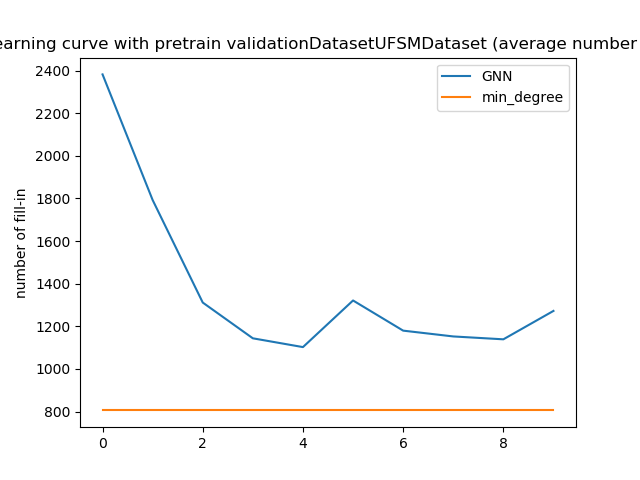 earning curve with pretrain validationDatasetUFSMDataset (average number
GNN
min_degree
number of fill-in
2400
2200
2000
1800
1600
1400
1200
1000
800
0 2 4 6 8